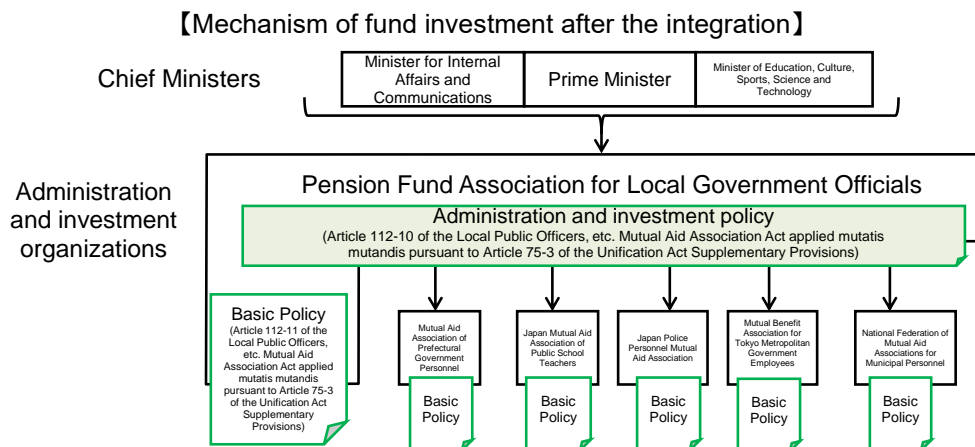 【Mechanism of fund investment after the integration】
Chief Ministers
Minister for Internal
Affairs and
Communications
Prime Minister
Minister of Education, Culture,
Sports, Science and
Technology
Administration
and investment
organizations
Pension Fund Association for Local Government Officials
Administration and investment policy
(Article 112-10 of the Local Public Officers, etc. Mutual Aid Association Act applied mutatis
mutandis pursuant to Article 75-3 of the Unification Act Supplementary Provisions)
Basic Policy
(Article 112-11 of the
Local Public Officers,
etc. Mutual Aid
Association Act applied
mutatis mutandis
pursuant to Article 75-3
of the Unification Act
Supplementary
Provisions)
Mutual Aid
Association of
Prefectural
Government
Personnel
Basic
Policy
Japan Mutual Aid
Association of
Public School
Teachers
Basic
Policy
Japan Police
Personnel Mutual
Aid Association
Basic
Policy
Mutual Benefit
Association for
Tokyo Metropolitan
Government
Employees
Basic
Policy
National Federation of
Mutual Aid
Associations for
Municipal Personnel
Basic
Policy